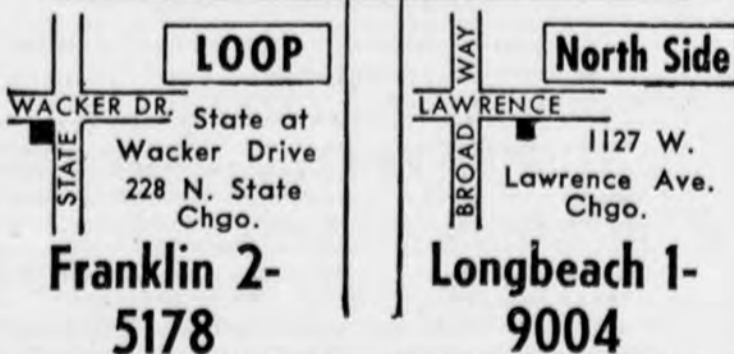 LOOP
WACKER DR.
STATE
State at
Wacker Drive
228 N. State
Chgo.
Franklin 2-
5178
North Side
BROAD WAY
LAWRENCE
1127 W.
Lawrence Ave.
Chgo.
Longbeach 1-
9004